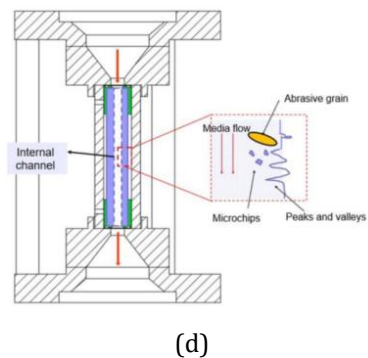 Abrasive grain
Media flow
Internal
channel
Microchips
Peaks and valleys
(d)